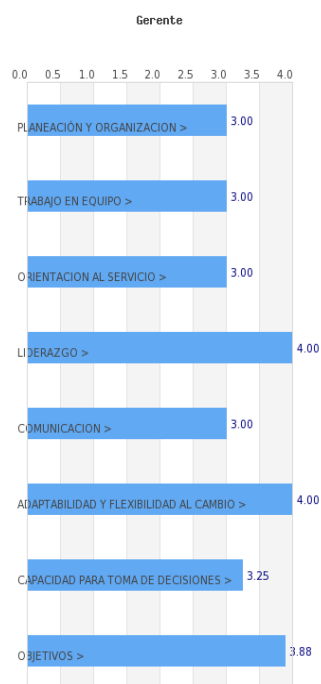 Gerente
0.0 0.5 1.0 1.5 2.0 2.5 3.0 3.5 4.0
PLANEACIÓN Y ORGANIZACION > 3.00
TRABAJO EN EQUIPO > 3.00
ORIENTACION AL SERVICIO > 3.00
LIDERAZGO > 4.00
COMUNICACION > 3.00
ADAPTABILIDAD Y FLEXIBILIDAD AL CAMBIO > 4.00
CAPACIDAD PARA TOMA DE DECISIONES > 3.25
OBJETIVOS > 3.88